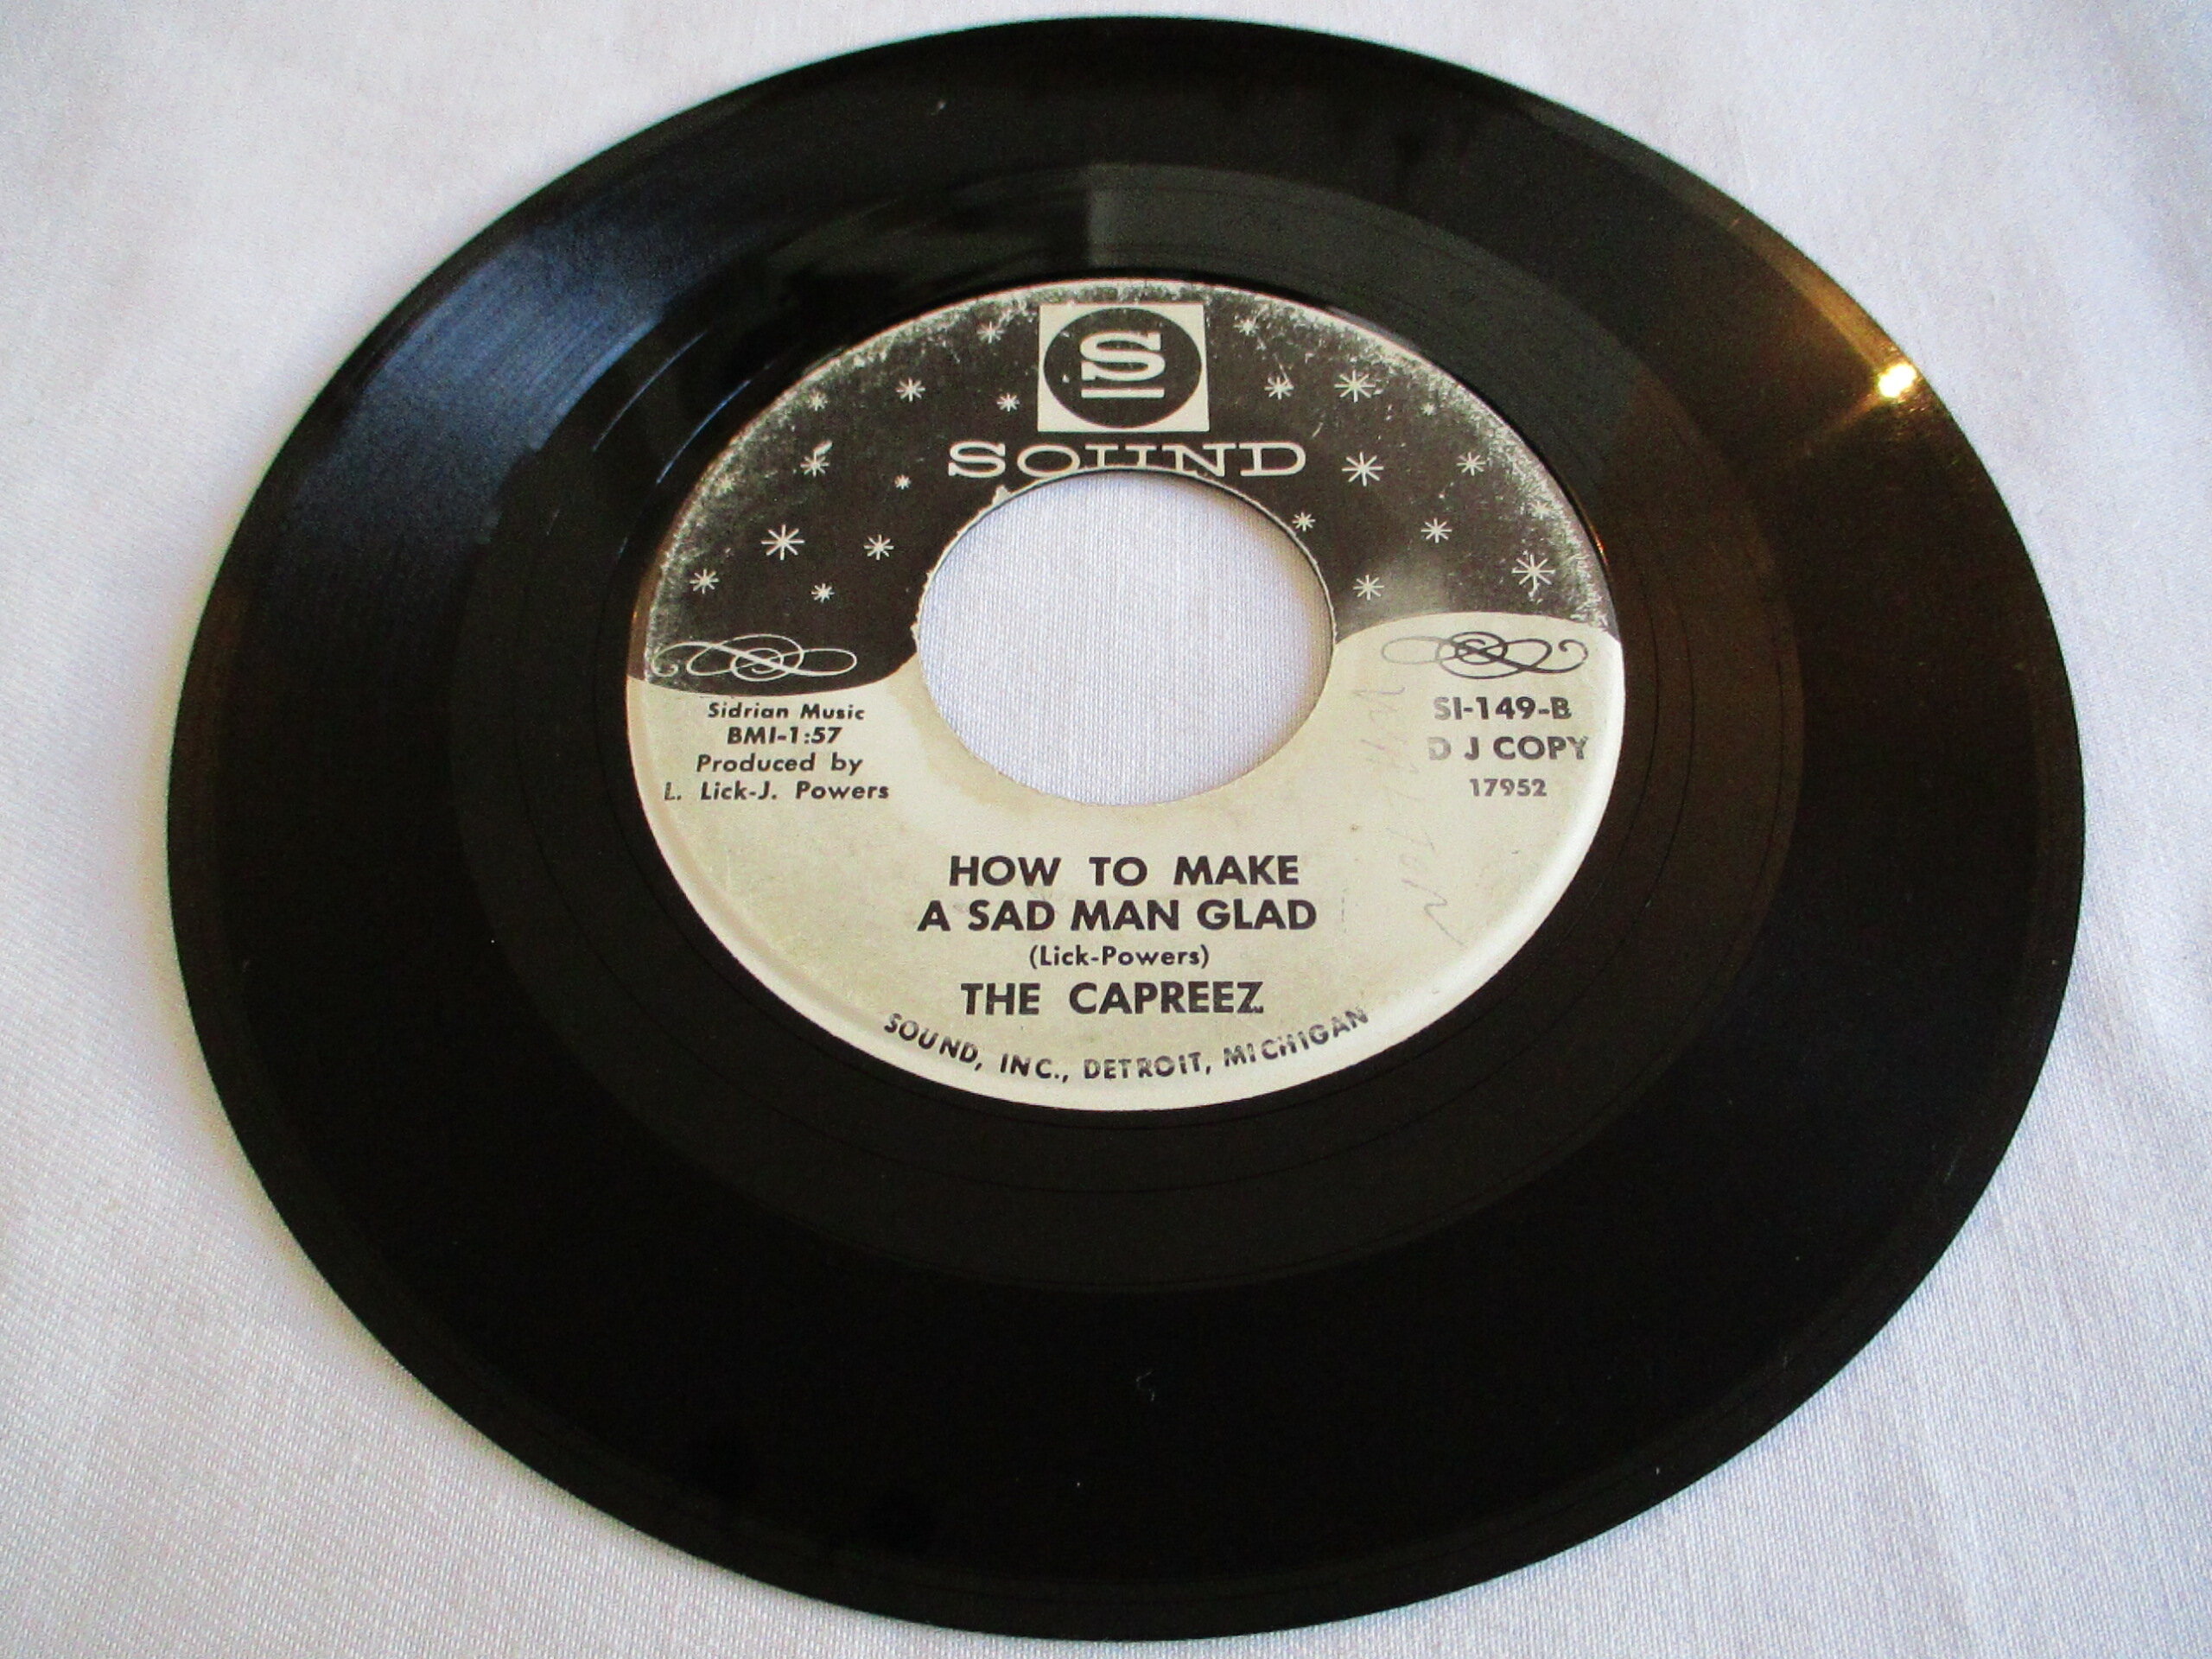 S
SOUND
Sidrian Music
BMI-1:57
Produced by
L. Lick-J. Powers
SI-149-B
D J COPY
17952
HOW TO MAKE
A SAD MAN GLAD
(Lick-Powers)
THE CAPREEZ
SOUND, INC., DETROIT, MICHIGAN